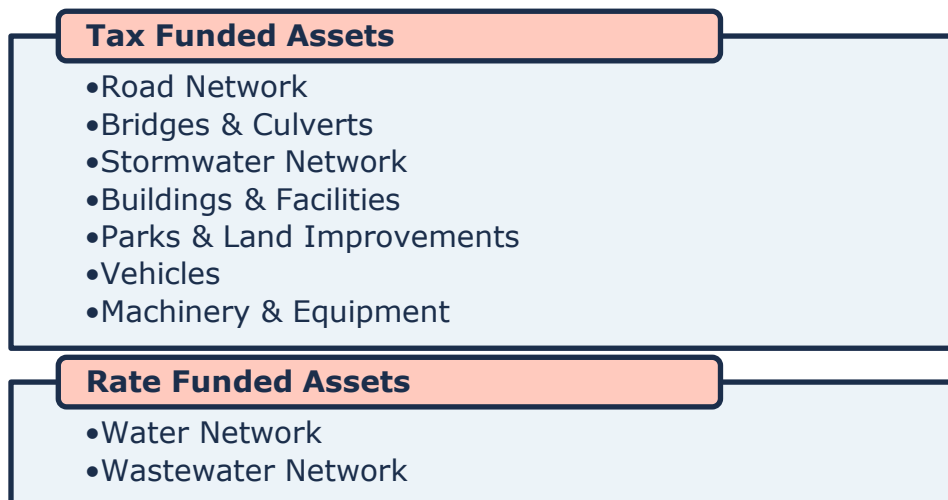 Tax Funded Assets
•Road Network
•Bridges & Culverts
•Stormwater Network
•Buildings & Facilities
•Parks & Land Improvements
•Vehicles
•Machinery & Equipment
Rate Funded Assets
•Water Network
•Wastewater Network